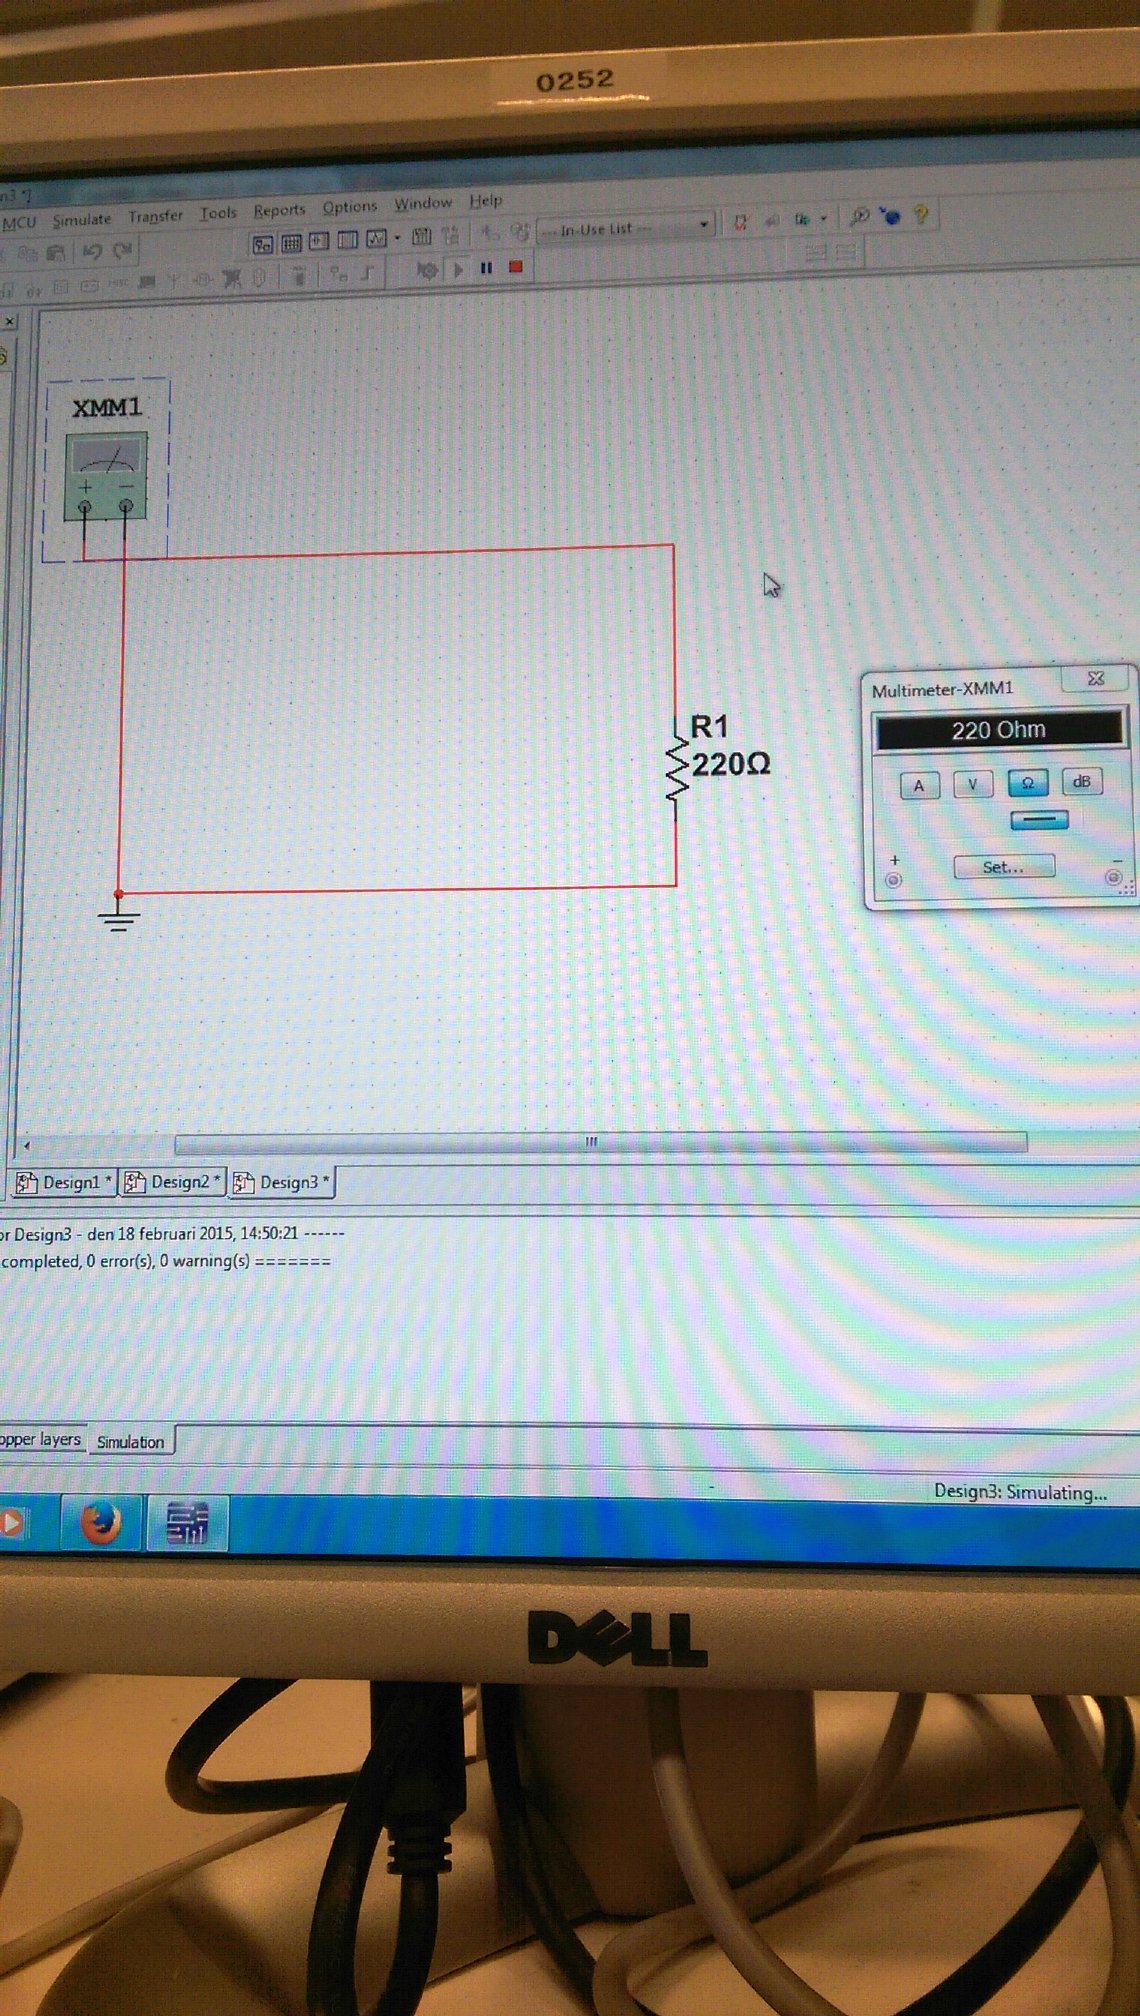 0252
MCU Simulate Transfer Tools Reports Options Window Help
--- In-Use List ---
XMM1
+ −
R1
220Ω
Multimeter-XMM1
220 Ohm
A V Ω dB
+ −
Set...
Design1 * Design2 * Design3 *
or Design3 - den 18 februari 2015, 14:50:21 ------
completed, 0 error(s), 0 warning(s) =======
opper layers Simulation
Design3: Simulating...
DELL